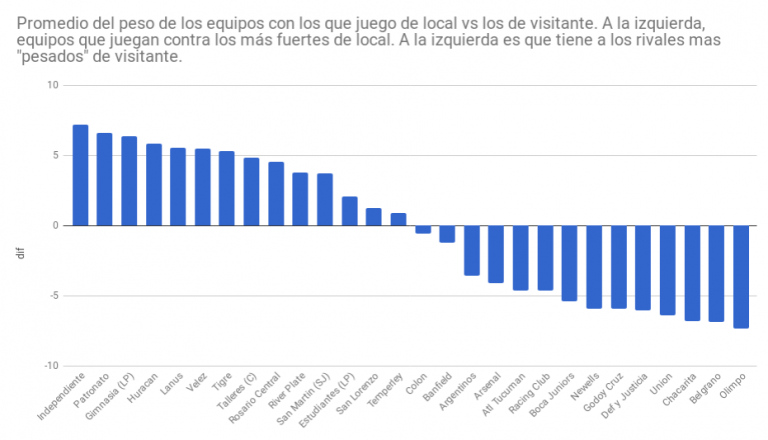 Promedio del peso de los equipos con los que juego de local vs los de visitante. A la izquierda,
equipos que juegan contra los más fuertes de local. A la izquierda es que tiene a los rivales mas
"pesados" de visitante.
10
5
0
-5
-10
dif
Independiente
Patronato
Gimnasia (LP)
Huracan
Lanus
Velez
Tigre
Talleres (C)
Rosario Central
River Plate
San Martin (SJ)
Estudiantes (LP)
San Lorenzo
Temperley
Colon
Banfield
Argentinos
Arsenal
Atl Tucuman
Racing Club
Boca Juniors
Newells
Godoy Cruz
Def y Justicia
Union
Chacarita
Belgrano
Olimpo